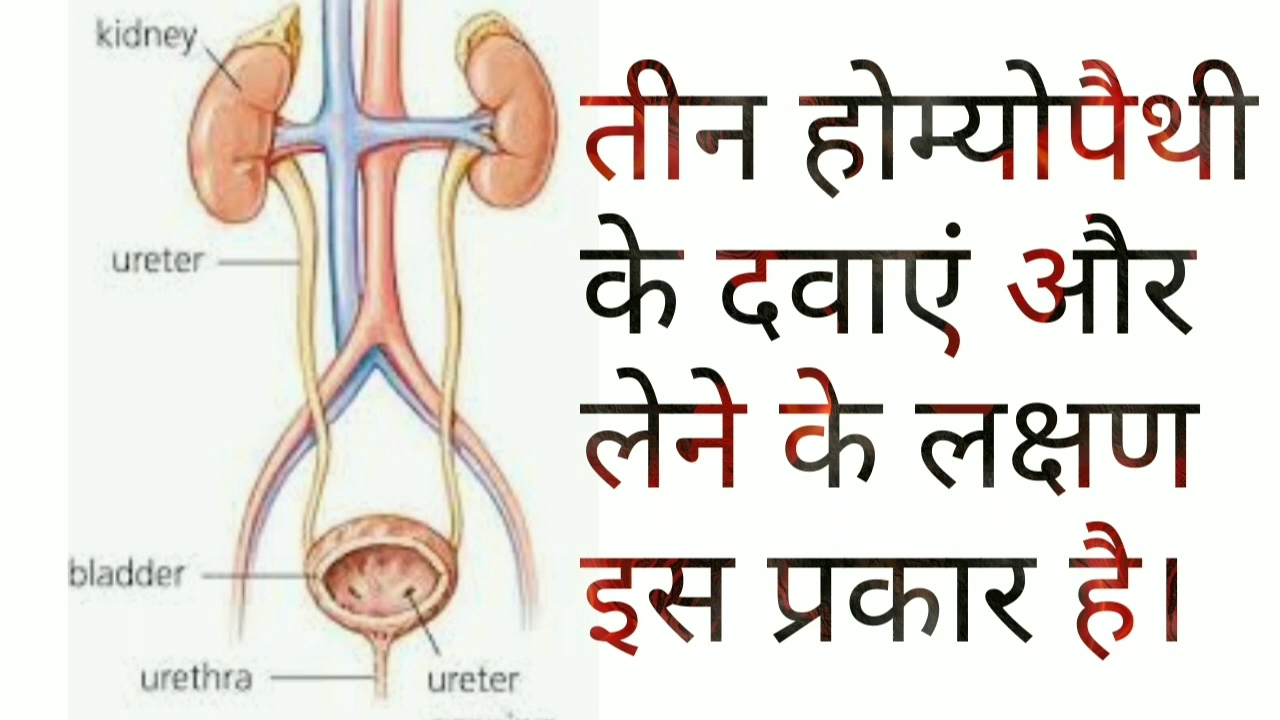 kidney
ureter
bladder
urethra
ureter
तीन होम्योपैथी
के दवाएं और
लेने के लक्षण
इस प्रकार है।